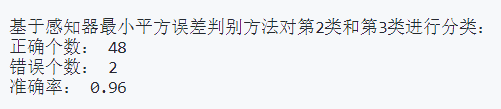 基于感知器最小平方误差判别方法对第2类和第3类进行分类：
正确个数： 48
错误个数： 2
准确率： 0.96